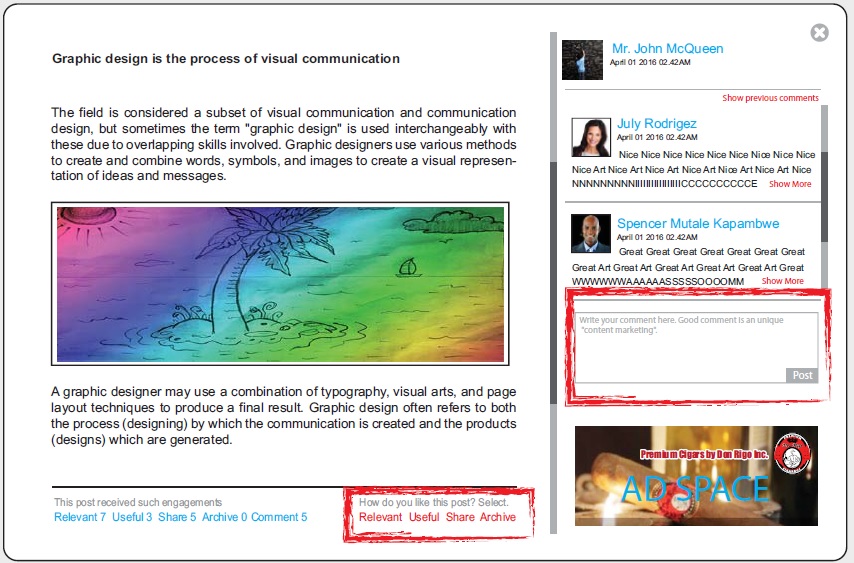 Graphic design is the process of visual communication
The field is considered a subset of visual communication and communication
design, but sometimes the term "graphic design" is used interchangeably with
these due to overlapping skills involved. Graphic designers use various methods
to create and combine words, symbols, and images to create a visual represen-
tation of ideas and messages.
A graphic designer may use a combination of typography, visual arts, and page
layout techniques to produce a final result. Graphic design often refers to both
the process (designing) by which the communication is created and the products
(designs) which are generated.
This post received such engagements
Relevant 7 Useful 3 Share 5 Archive 0 Comment 5
How do you like this post? Select.
Relevant Useful Share Archive
Mr. John McQueen
April 01 2016 02.42AM
Show previous comments
July Rodrigez
April 01 2016 02.42AM
Nice Nice Nice Nice Nice Nice Nice Nice Nice
Nice Art Nice Art Nice Art Nice Art Nice Art Nice
NNNNNNNNNIIIIIIIIIIIIIIIIICCCCCCCCCCE Show More
Spencer Mutale Kapambwe
April 01 2016 02.42AM
Great Great Great Great Great Great Great
Great Art Great Art Great Art Great Art Great Art Great
WWWWWWAAAAAASSSSSOOOOMM Show More
Write your comment here. Good comment is an unique
"content marketing".
Post
Premium Cigars by Don Rigo Inc.
AD SPACE